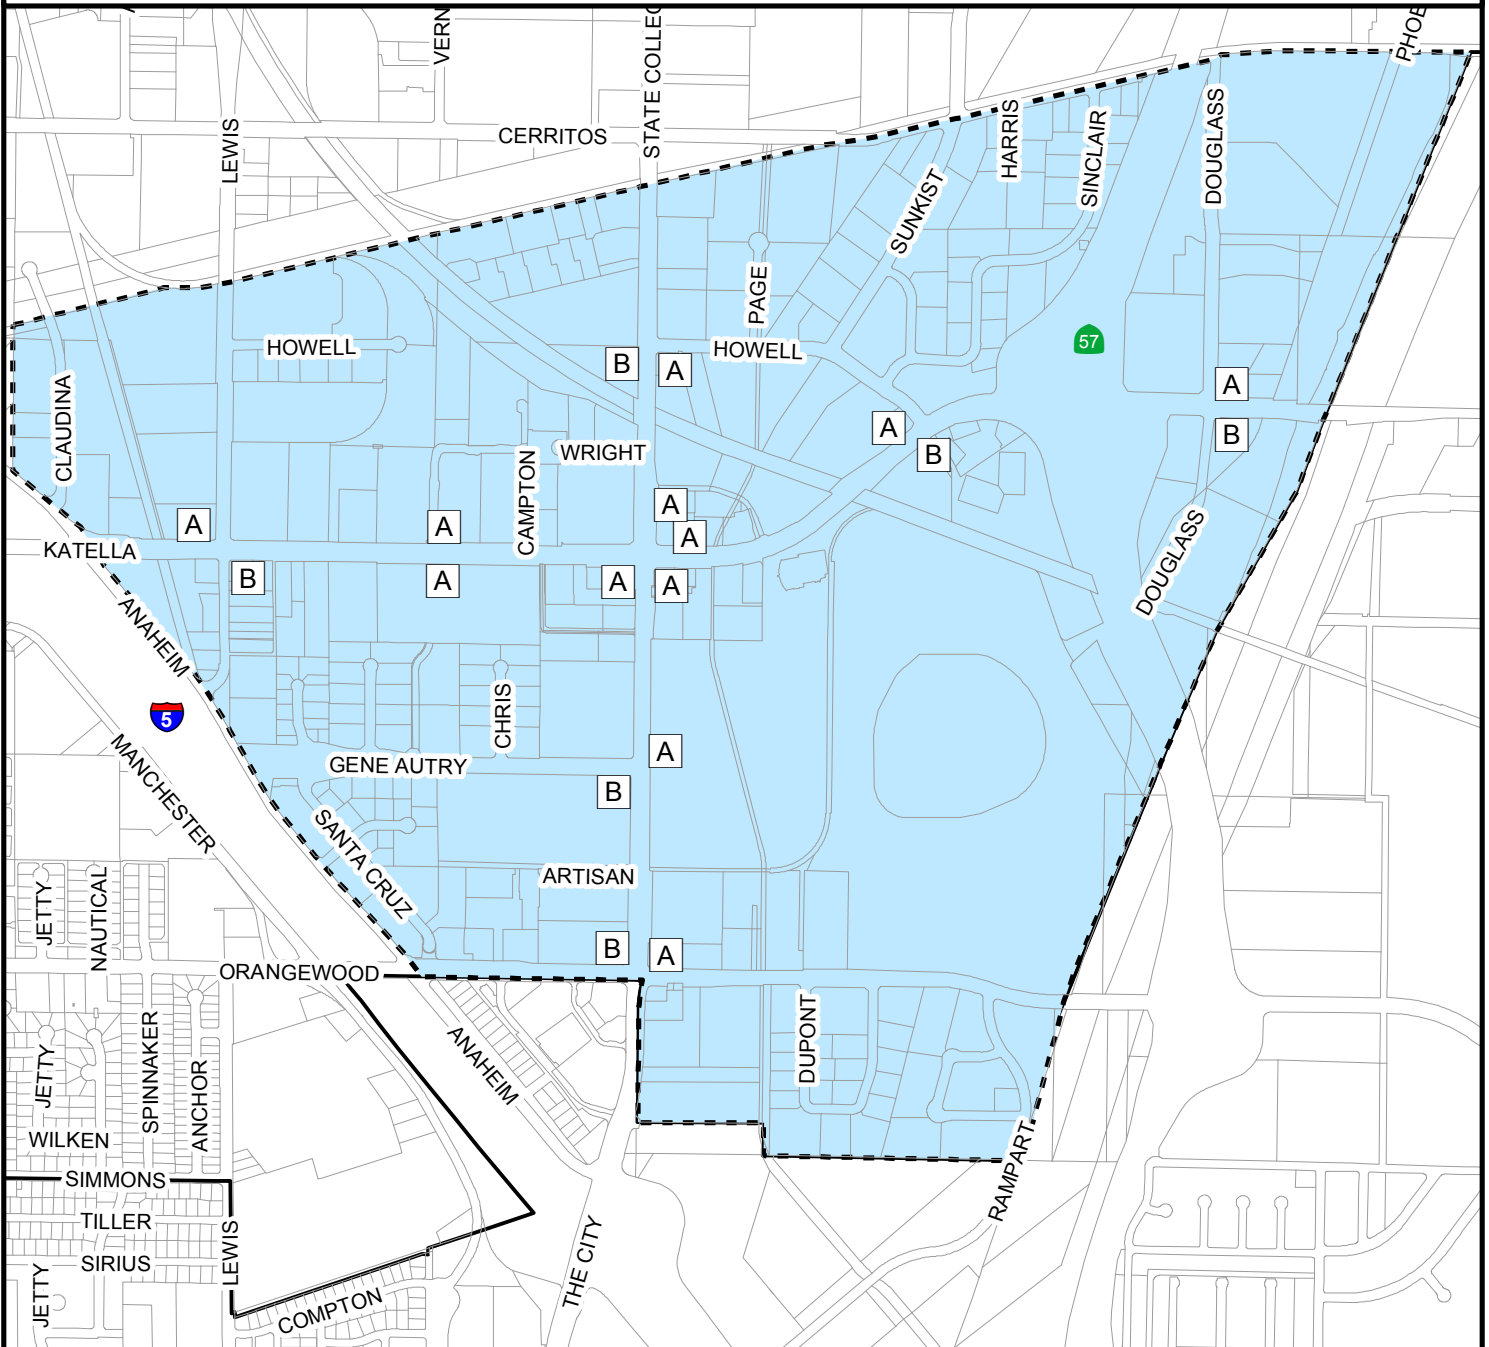 VERN
STATE COLLEG
PHOE
LEWIS
CERRITOS
HARRIS
SINCLAIR
DOUGLASS
SUNKIST
PAGE
HOWELL
HOWELL
57
B
A
A
CLAUDINA
A
B
WRIGHT
CAMPTON
A
A
A
A
B
KATELLA
B
A
A
A
DOUGLASS
ANAHEIM
5
CHRIS
MANCHESTER
GENE AUTRY
A
B
SANTA CRUZ
ARTISAN
JETTY
NAUTICAL
B
A
ORANGEWOOD
DUPONT
ANAHEIM
JETTY
SPINNAKER
ANCHOR
WILKEN
RAMPART
SIMMONS
TILLER
LEWIS
SIRIUS
THE CITY
JETTY
COMPTON